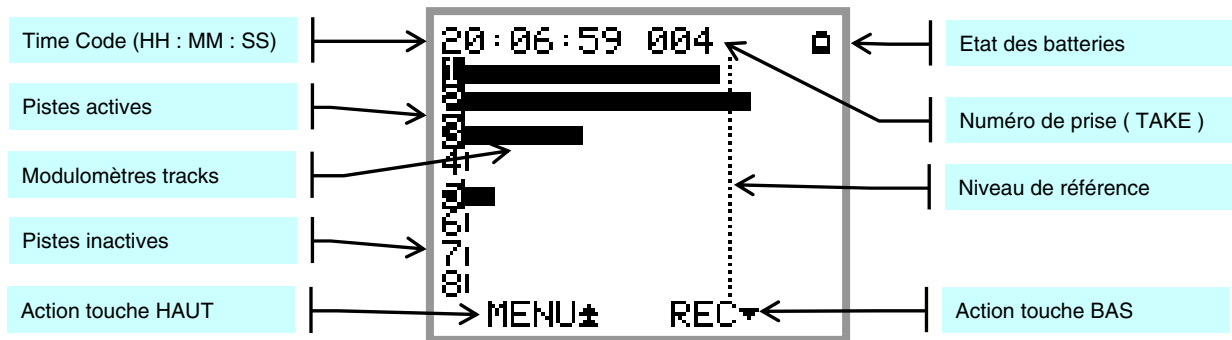 Time Code (HH : MM : SS)
Pistes actives
Modulomètres tracks
Pistes inactives
Action touche HAUT
20:06:59 004
1
2
3
4
5
6
7
8
MENU REC
Etat des batteries
Numéro de prise ( TAKE )
Niveau de référence
Action touche BAS